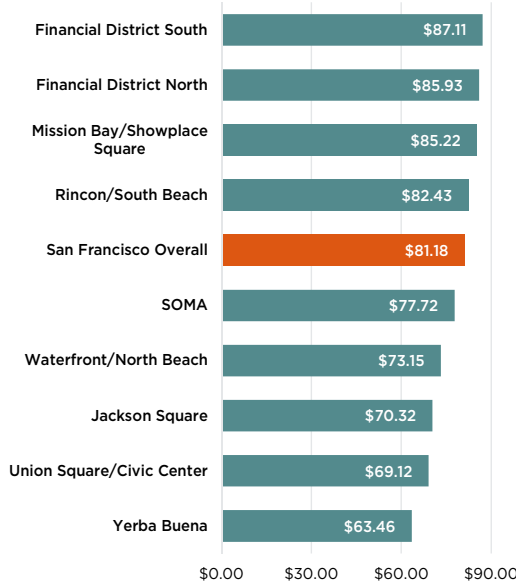 Financial District South
$87.11
Financial District North
$85.93
Mission Bay/Showplace
Square
$85.22
Rincon/South Beach
$82.43
San Francisco Overall
$81.18
SOMA
$77.72
Waterfront/North Beach
$73.15
Jackson Square
$70.32
Union Square/Civic Center
$69.12
Yerba Buena
$63.46
$0.00 $30.00 $60.00 $90.00